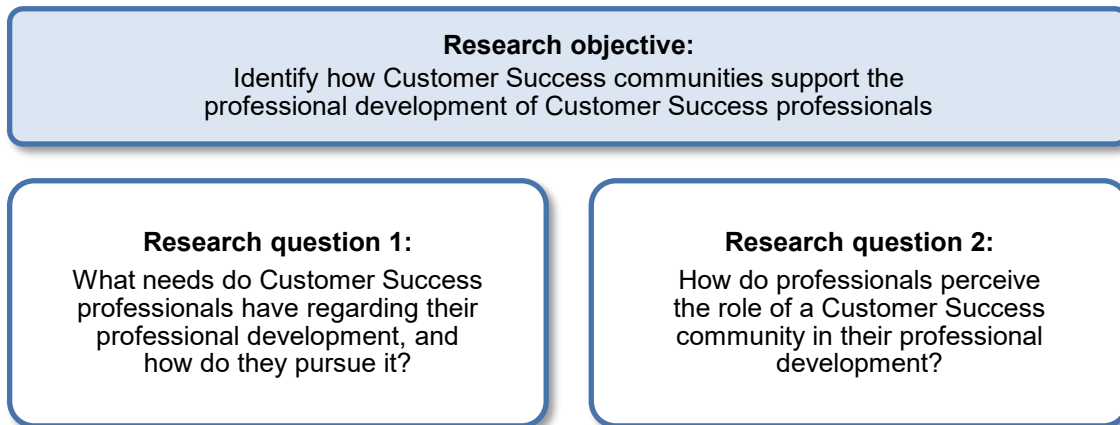 Research objective:
Identify how Customer Success communities support the
professional development of Customer Success professionals
Research question 1:
What needs do Customer Success
professionals have regarding their
professional development, and
how do they pursue it?
Research question 2:
How do professionals perceive
the role of a Customer Success
community in their professional
development?